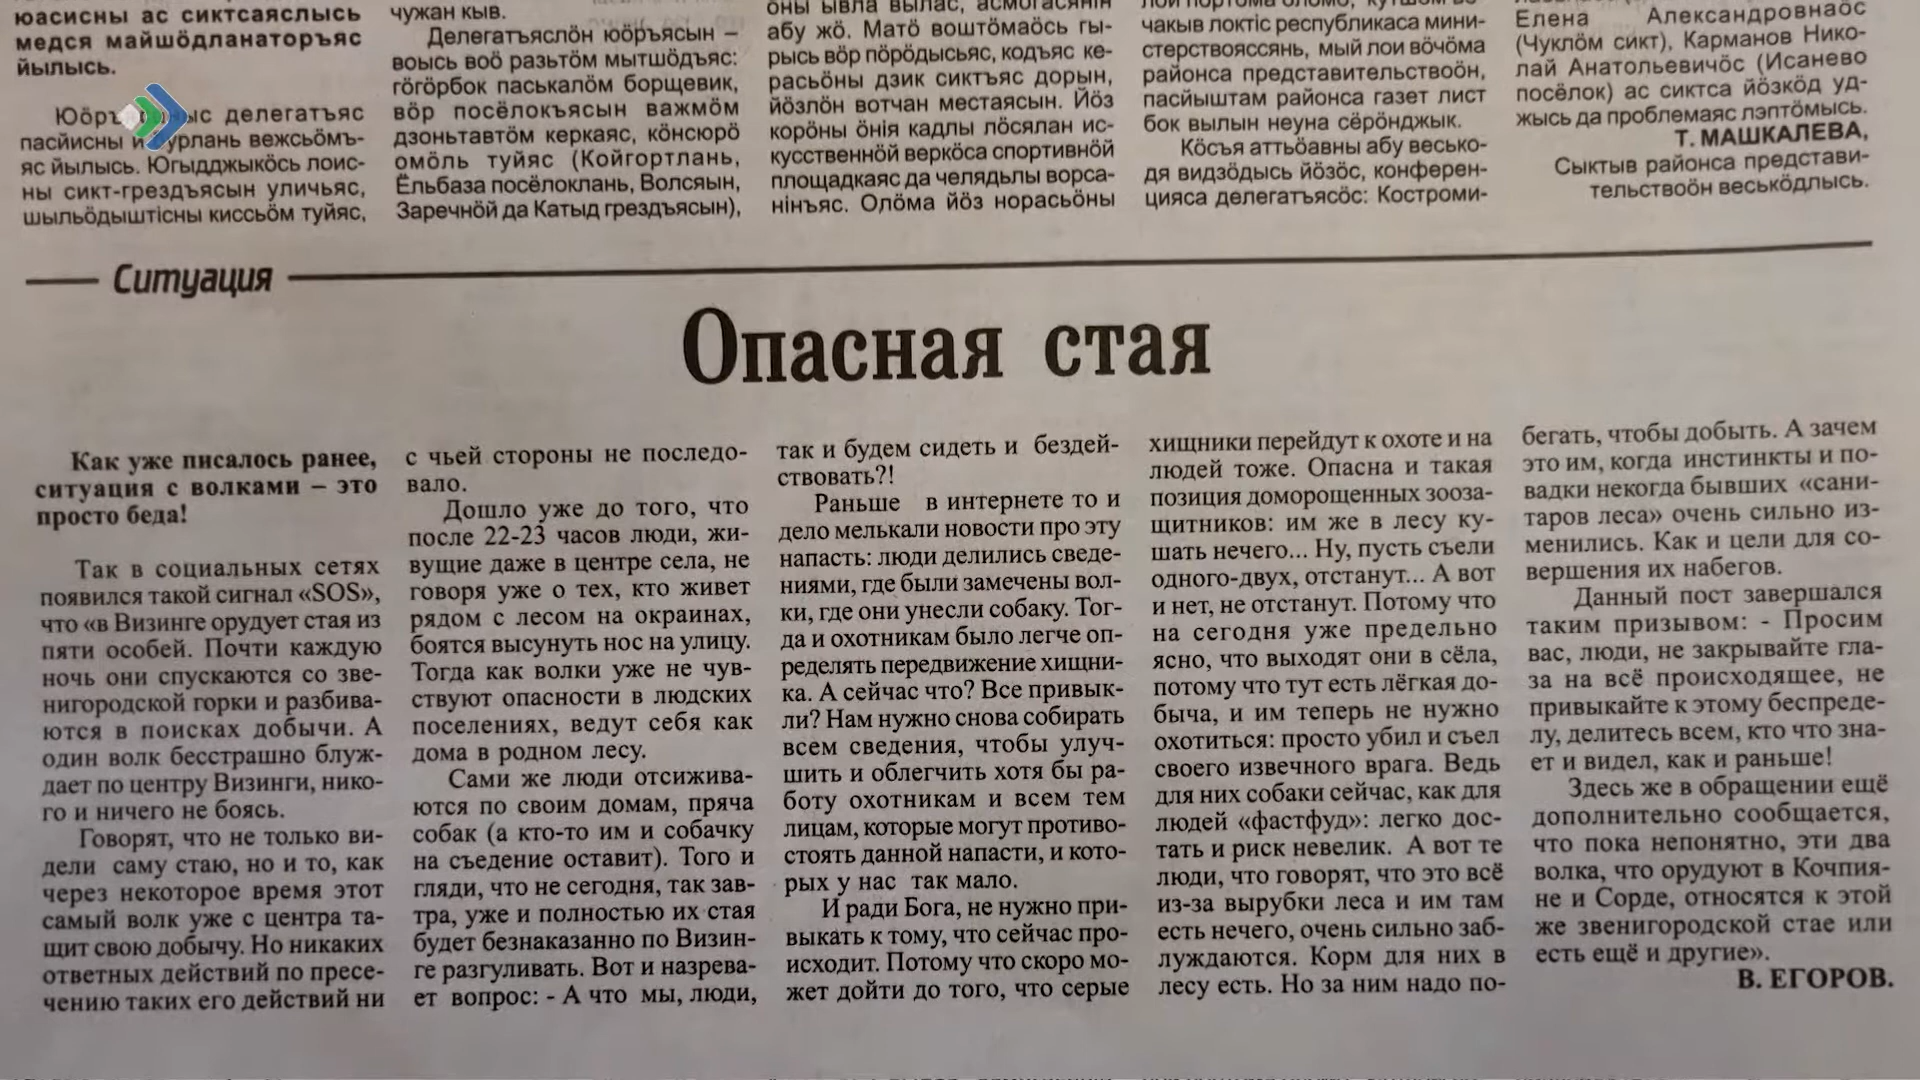 юасисны ас сиктсаяслысь
медся майшӧдланаторъяс
йылысь.
делегатъяс
пасйисны
вежсьӧмъ-
яс йылысь. Югыдджыкӧсь лоис-
ны сикт-грездъясын уличьяс,
шыльӧдыштісны киссьӧм туйяс,
чужан кыв.
Делегатъяслӧн юӧръясын –
воысь воӧ разьтӧм мытшӧдъяс:
гӧгӧрбок паськалӧм борщевик,
вӧр посёлокъясын важмӧм
дзоньтавтӧм керкаяс, кӧнсюрӧ
омӧль туйяс (Койгортлань,
Ёльбаза посёлоклань, Волсяын,
Заречнӧй да Катыд грездъясын),
абу жӧ. Матӧ воштӧмаӧсь гы-
рысь вӧр пӧрӧдысьяс, кодъяс ке-
расьӧны дзик сиктъяс дорын,
йӧзлӧн вотчан местаясын. Йӧз
корӧны ӧнія кадлы лӧсялан ис-
кусственнӧй веркӧса спортивнӧй
площадкаяс да челядьлы ворса-
нінъяс. Олӧма йӧз норасьӧны
чакыв локтіс республикаса мини-
стерствояссянь, мый лои вӧчӧма
районса представительствоӧн,
пасйыштам районса газет лист
бок вылын неуна сёрӧнджык.
Кӧсъя аттьӧавны абу весько-
дя видзӧдысь йӧзӧс, конферен-
цияса делегатъясӧс: Костроми-
Елена Александровнаӧс
(Чуклӧм сикт), Карманов Нико-
лай Анатольевичӧс (Исанево
посёлок) ас сиктса йӧзкӧд уд-
жысь да проблемаяс лэптӧмысь.
Т. МАШКАЛЕВА,
Сыктыв районса представи-
тельствоӧн веськӧдлысь.
Ситуация
Опасная стая
Как уже писалось ранее,
ситуация с волками – это
просто беда!
Так в социальных сетях
появился такой сигнал «SOS»,
что «в Визинге орудует стая из
пяти особей. Почти каждую
ночь они спускаются со зве-
нигородской горки и разбива-
ются в поисках добычи. А
один волк бесстрашно блуж-
дает по центру Визинги, нико-
го и ничего не боясь.
Говорят, что не только ви-
дели саму стаю, но и то, как
через некоторое время этот
самый волк уже с центра та-
щит свою добычу. Но никаких
ответных действий по пресе-
чению таких его действий ни
с чьей стороны не последо-
вало.
Дошло уже до того, что
после 22-23 часов люди, жи-
вущие даже в центре села, не
говоря уже о тех, кто живет
рядом с лесом на окраинах,
боятся высунуть нос на улицу.
Тогда как волки уже не чув-
ствуют опасности в людских
поселениях, ведут себя как
дома в родном лесу.
Сами же люди отсижива-
ются по своим домам, пряча
собак (а кто-то им и собачку
на съедение оставит). Того и
гляди, что не сегодня, так зав-
тра, уже и полностью их стая
будет безнаказанно по Визин-
ге разгуливать. Вот и назрева-
ет вопрос: - А что мы, люди,
так и будем сидеть и бездей-
ствовать?!
Раньше в интернете то и
дело мелькали новости про эту
напасть: люди делились сведе-
ниями, где были замечены вол-
ки, где они унесли собаку. Тог-
да и охотникам было легче оп-
ределять передвижение хищни-
ка. А сейчас что? Все привык-
ли? Нам нужно снова собирать
всем сведения, чтобы улуч-
шить и облегчить хотя бы ра-
боту охотникам и всем тем
лицам, которые могут противо-
стоять данной напасти, и кото-
рых у нас так мало.
И ради Бога, не нужно при-
выкать к тому, что сейчас про-
исходит. Потому что скоро мо-
жет дойти до того, что серые
хищники перейдут к охоте и на
людей тоже. Опасна и такая
позиция доморощенных зооза-
щитников: им же в лесу ку-
шать нечего... Ну, пусть съели
одного-двух, отстанут... А вот
и нет, не отстанут. Потому что
на сегодня уже предельно
ясно, что выходят они в сёла,
потому что тут есть лёгкая до-
быча, и им теперь не нужно
охотиться: просто убил и съел
своего извечного врага. Ведь
для них собаки сейчас, как для
людей «фастфуд»: легко дос-
тать и риск невелик. А вот те
люди, что говорят, что это всё
из-за вырубки леса и им там
есть нечего, очень сильно заб-
луждаются. Корм для них в
лесу есть. Но за ним надо по-
бегать, чтобы добыть. А зачем
это им, когда инстинкты и по-
вадки некогда бывших «сани-
таров леса» очень сильно из-
менились. Как и цели для со-
вершения их набегов.
Данный пост завершался
таким призывом: - Просим
вас, люди, не закрывайте гла-
за на всё происходящее, не
привыкайте к этому беспреде-
лу, делитесь всем, кто что зна-
ет и видел, как и раньше!
Здесь же в обращении ещё
дополнительно сообщается,
что пока непонятно, эти два
волка, что орудуют в Кочпия-
не и Сорде, относятся к этой
же звенигородской стае или
есть ещё и другие».
В. ЕГОРОВ.